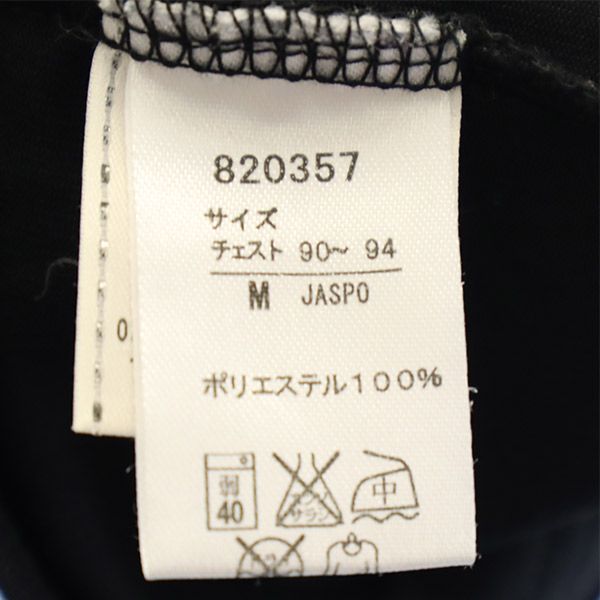 820357
サイズ
チェスト 90～ 94
M JASPO
ポリエステル100%
弱 中
40
0.